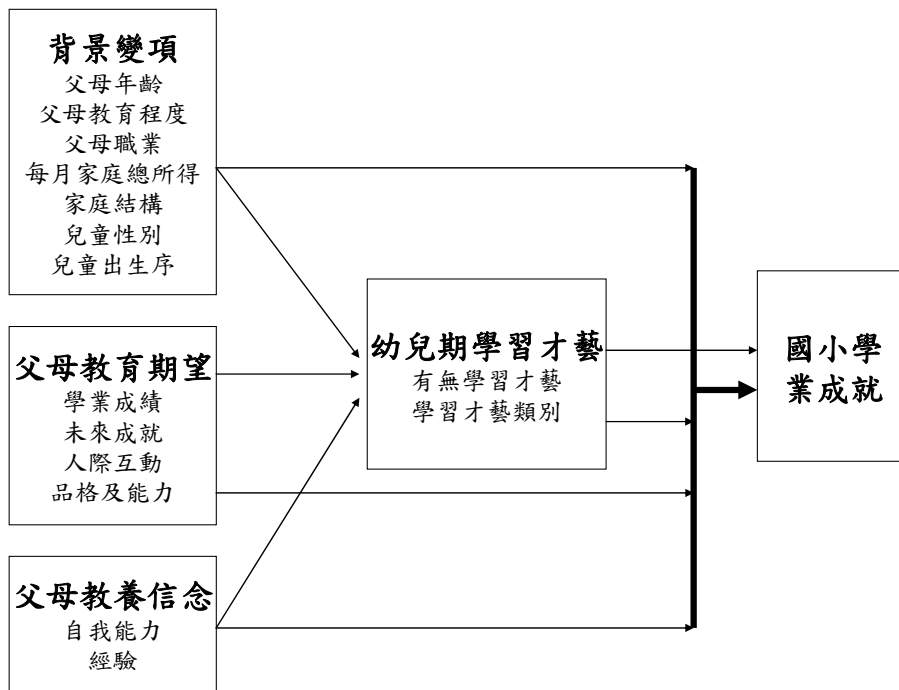 背景變項
父母年齡
父母教育程度
父母職業
每月家庭總所得
家庭結構
兒童性別
兒童出生序
父母教育期望
學業成績
未來成就
人際互動
品格及能力
父母教養信念
自我能力
經驗
幼兒期學習才藝
有無學習才藝
學習才藝類別
國小學
業成就